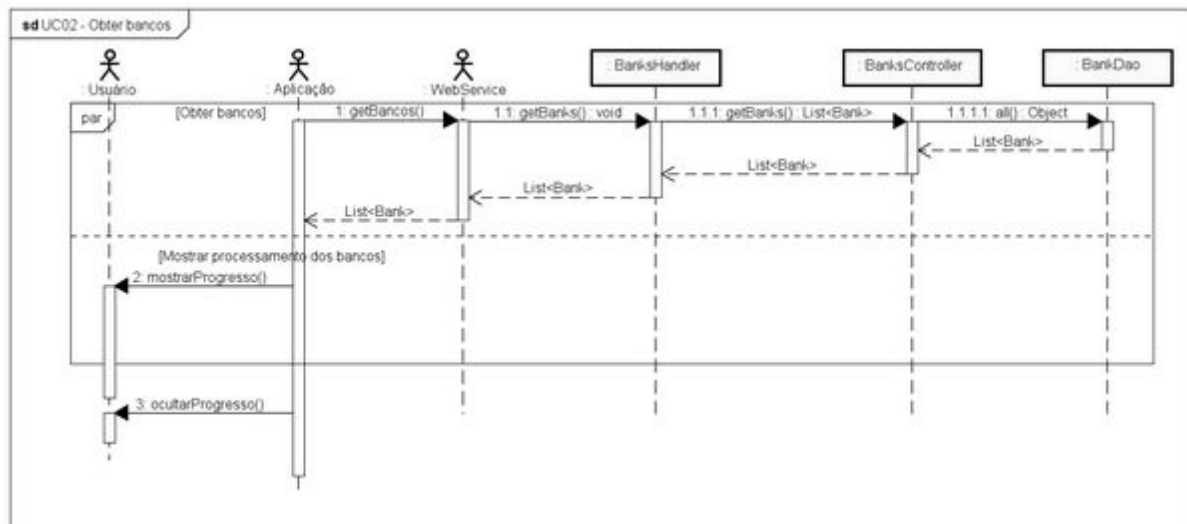 sd UC02 - Obter bancos
: Usuário
: Aplicação
: WebService
: BanksHandler
: BanksController
: BankDao
par
[Obter bancos]
1: getBancos()
1.1: getBanks() : void
1.1.1: getBanks() : List<Bank>
1.1.1.1: all() : Object
List<Bank>
List<Bank>
List<Bank>
List<Bank>
[Mostrar processamento dos bancos]
2: mostrarProgresso()
3: ocultarProgresso()